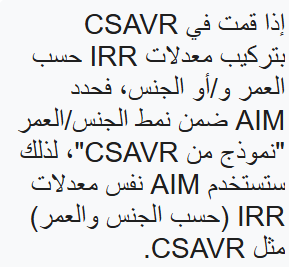 إذا قمت في CSAVR
بتركيب معدلات IRR حسب
العمر و/أو الجنس، فحدد
AIM ضمن نمط الجنس/العمر
"نموذج من CSAVR"، لذلك
ستستخدم AIM نفس معدلات
IRR (حسب الجنس والعمر)
مثل CSAVR.